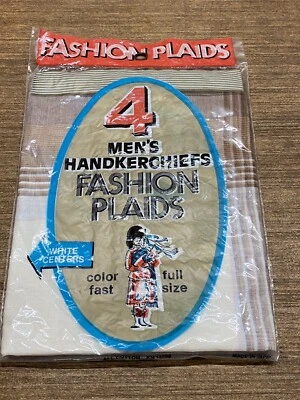 FASHION PLAIDS
4
MEN'S
HANDKERCHIEFS
FASHION
PLAIDS
WHITE
CENTERS
color full
fast size